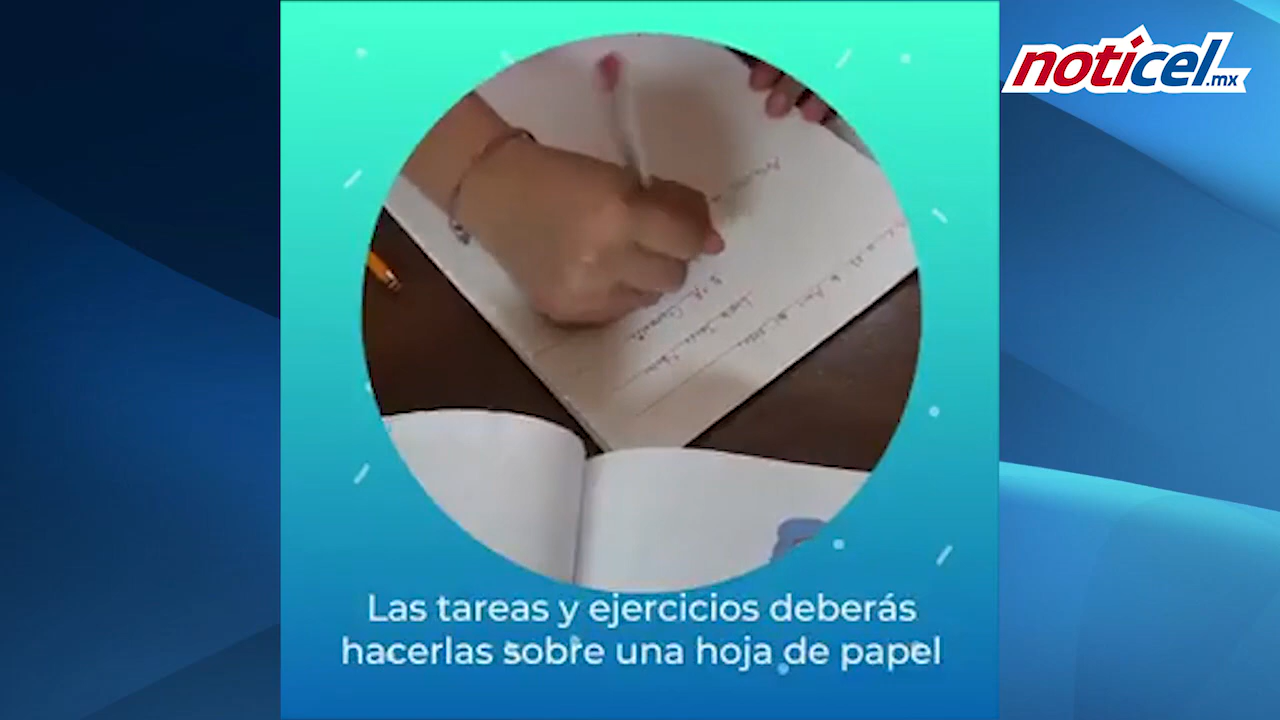 noticel.mx
Las tareas y ejercicios deberás
hacerlas sobre una hoja de papel